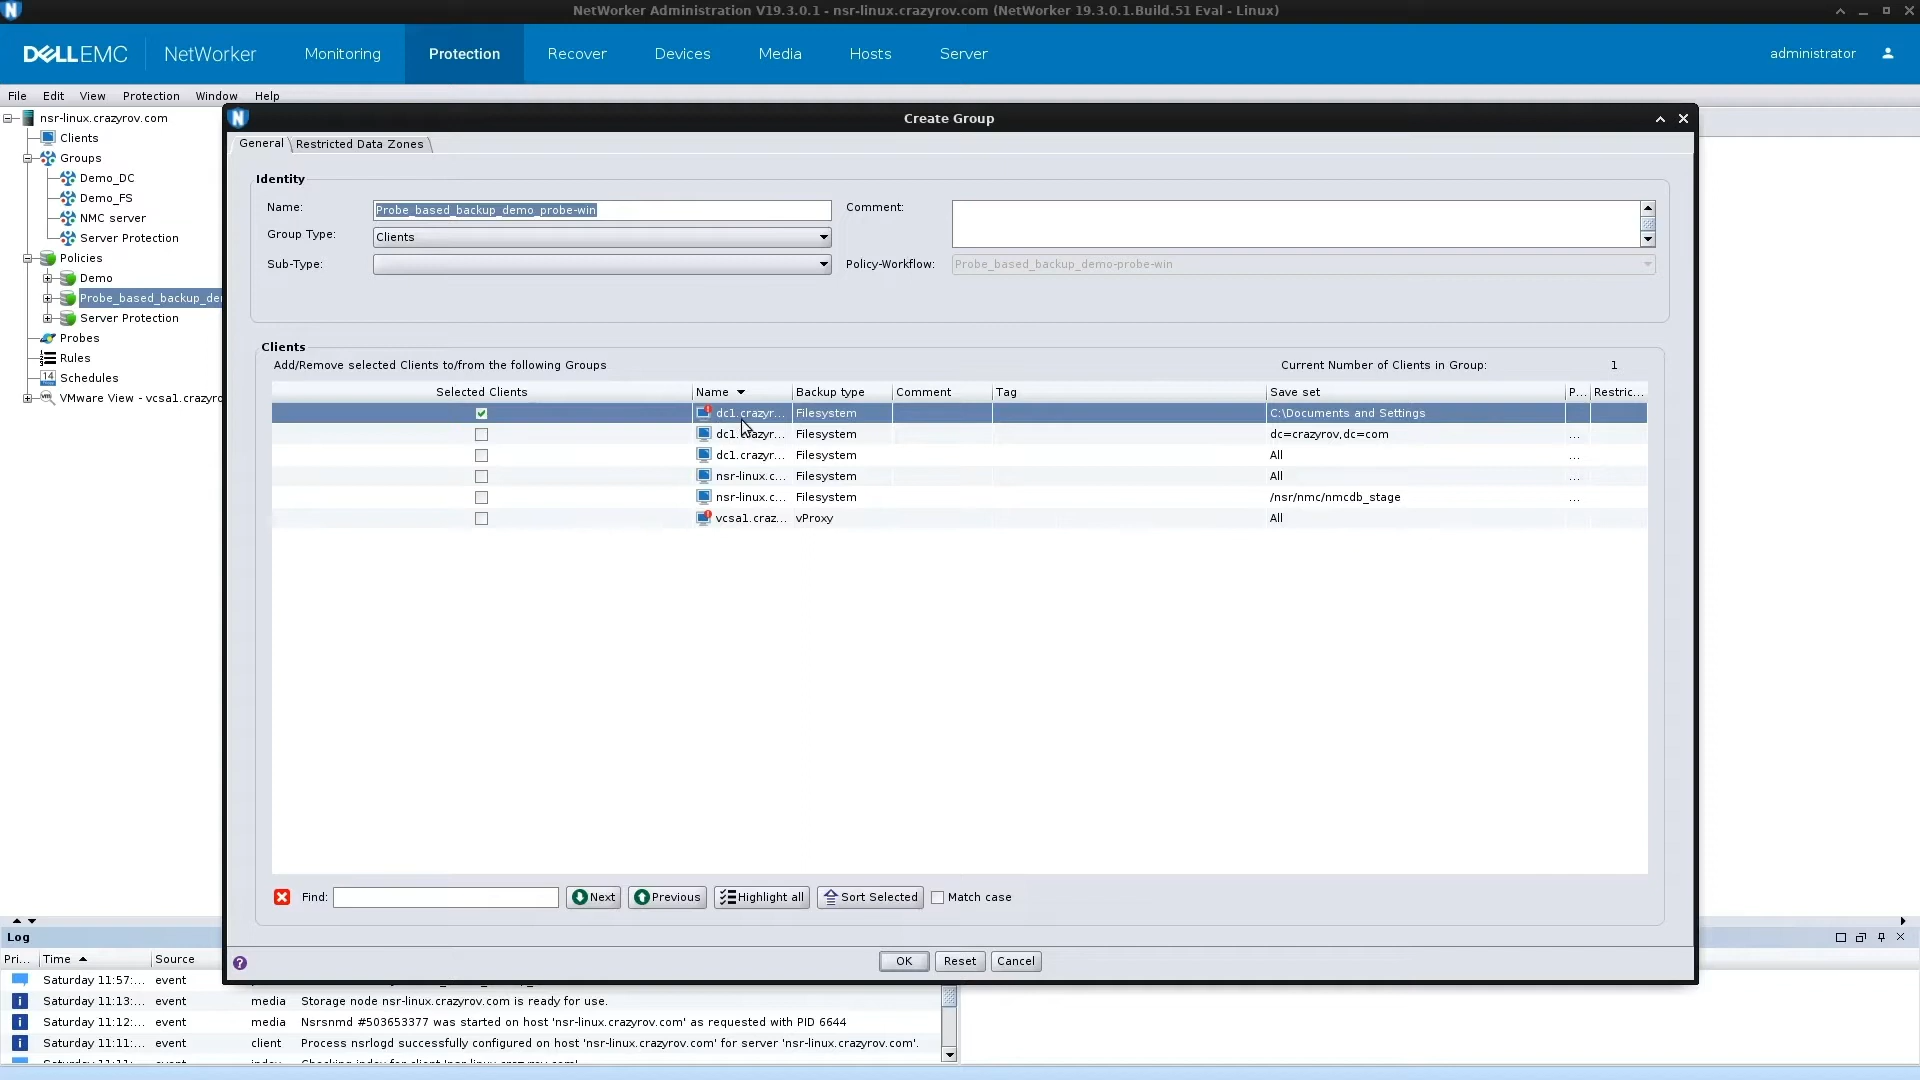 NetWorker Administration V19.3.0.1 - nsr-linux.crazyrov.com (NetWorker 19.3.0.1.Build.51 Eval - Linux)
DELLEMC NetWorker Monitoring Protection Recover Devices Media Hosts Server administrator
File Edit View Protection Window Help
nsr-linux.crazyrov.com
Clients
Groups
Demo_DC
Demo_FS
NMC server
Server Protection
Policies
Demo
Probe_based_backup_de
Server Protection
Probes
Rules
Schedules
VMware View - vcsa1.crazyro
Create Group
General Restricted Data Zones
Identity
Name: Probe_based_backup_demo_probe-win Comment:
Group Type: Clients
Sub-Type: Policy-Workflow: Probe_based_backup_demo-probe-win
Clients
Add/Remove selected Clients to/from the following Groups Current Number of Clients in Group: 1
Selected Clients Name Backup type Comment Tag Save set P... Restric...
dc1.crazyr... Filesystem C:\Documents and Settings
dc1.crazyr... Filesystem dc=crazyrov,dc=com ...
dc1.crazyr... Filesystem All ...
nsr-linux.c... Filesystem All ...
nsr-linux.c... Filesystem /nsr/nmc/nmcdb_stage ...
vcsa1.craz... vProxy All
Find: Next Previous Highlight all Sort Selected Match case
OK Reset Cancel
Log
Pri... Time Source
Saturday 11:57:... event
Saturday 11:13:... event media Storage node nsr-linux.crazyrov.com is ready for use.
Saturday 11:12:... event media Nsrsnmd #503653377 was started on host 'nsr-linux.crazyrov.com' as requested with PID 6644
Saturday 11:11:... event client Process nsrlogd successfully configured on host 'nsr-linux.crazyrov.com' for server 'nsr-linux.crazyrov.com'.